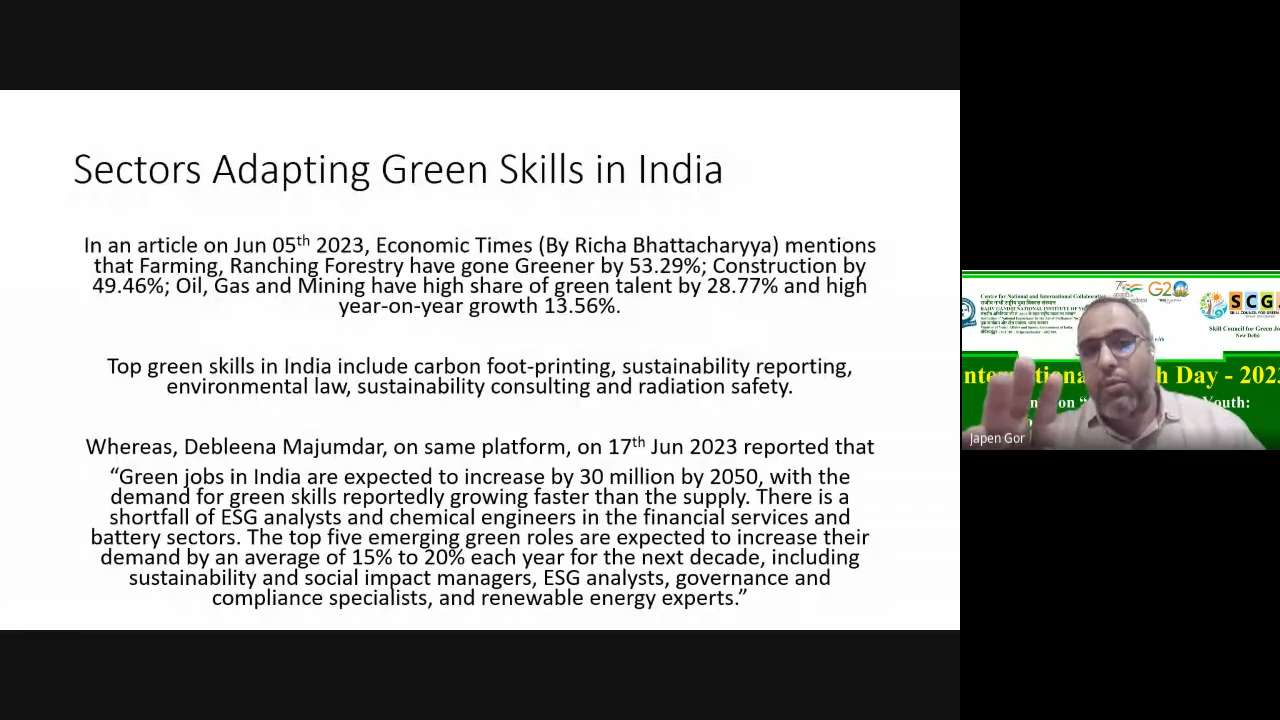 Sectors Adapting Green Skills in India
In an article on Jun 05th 2023, Economic Times (By Richa Bhattacharyya) mentions
that Farming, Ranching Forestry have gone Greener by 53.29%; Construction by
49.46%; Oil, Gas and Mining have high share of green talent by 28.77% and high
year-on-year growth 13.56%.
Top green skills in India include carbon foot-printing, sustainability reporting,
environmental law, sustainability consulting and radiation safety.
Whereas, Debleena Majumdar, on same platform, on 17th Jun 2023 reported that
“Green jobs in India are expected to increase by 30 million by 2050, with the
demand for green skills reportedly growing faster than the supply. There is a
shortfall of ESG analysts and chemical engineers in the financial services and
battery sectors. The top five emerging green roles are expected to increase their
demand by an average of 15% to 20% each year for the next decade, including
sustainability and social impact managers, ESG analysts, governance and
compliance specialists, and renewable energy experts.”
Centre for National and International Collaboration
G20
SCG
Skill Council for Green Jo
New Delhi
Day - 202
on
Youth:
Japen Gor